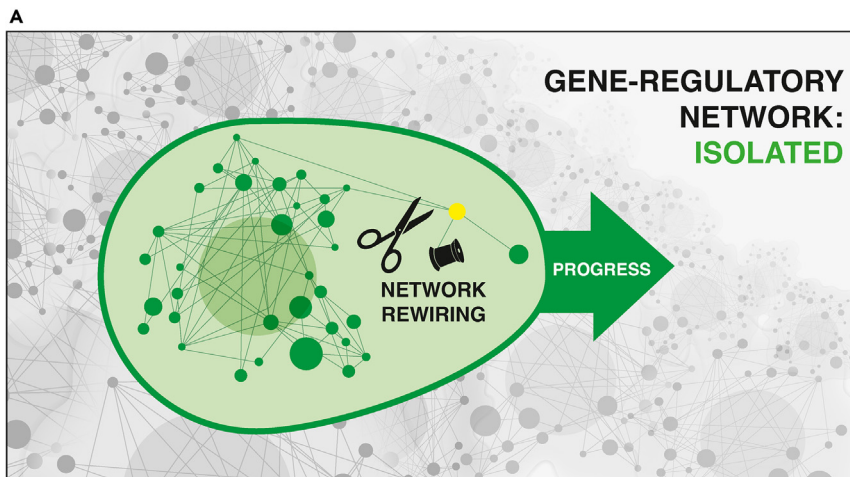 A
GENE-REGULATORY
NETWORK:
ISOLATED
PROGRESS
NETWORK
REWIRING